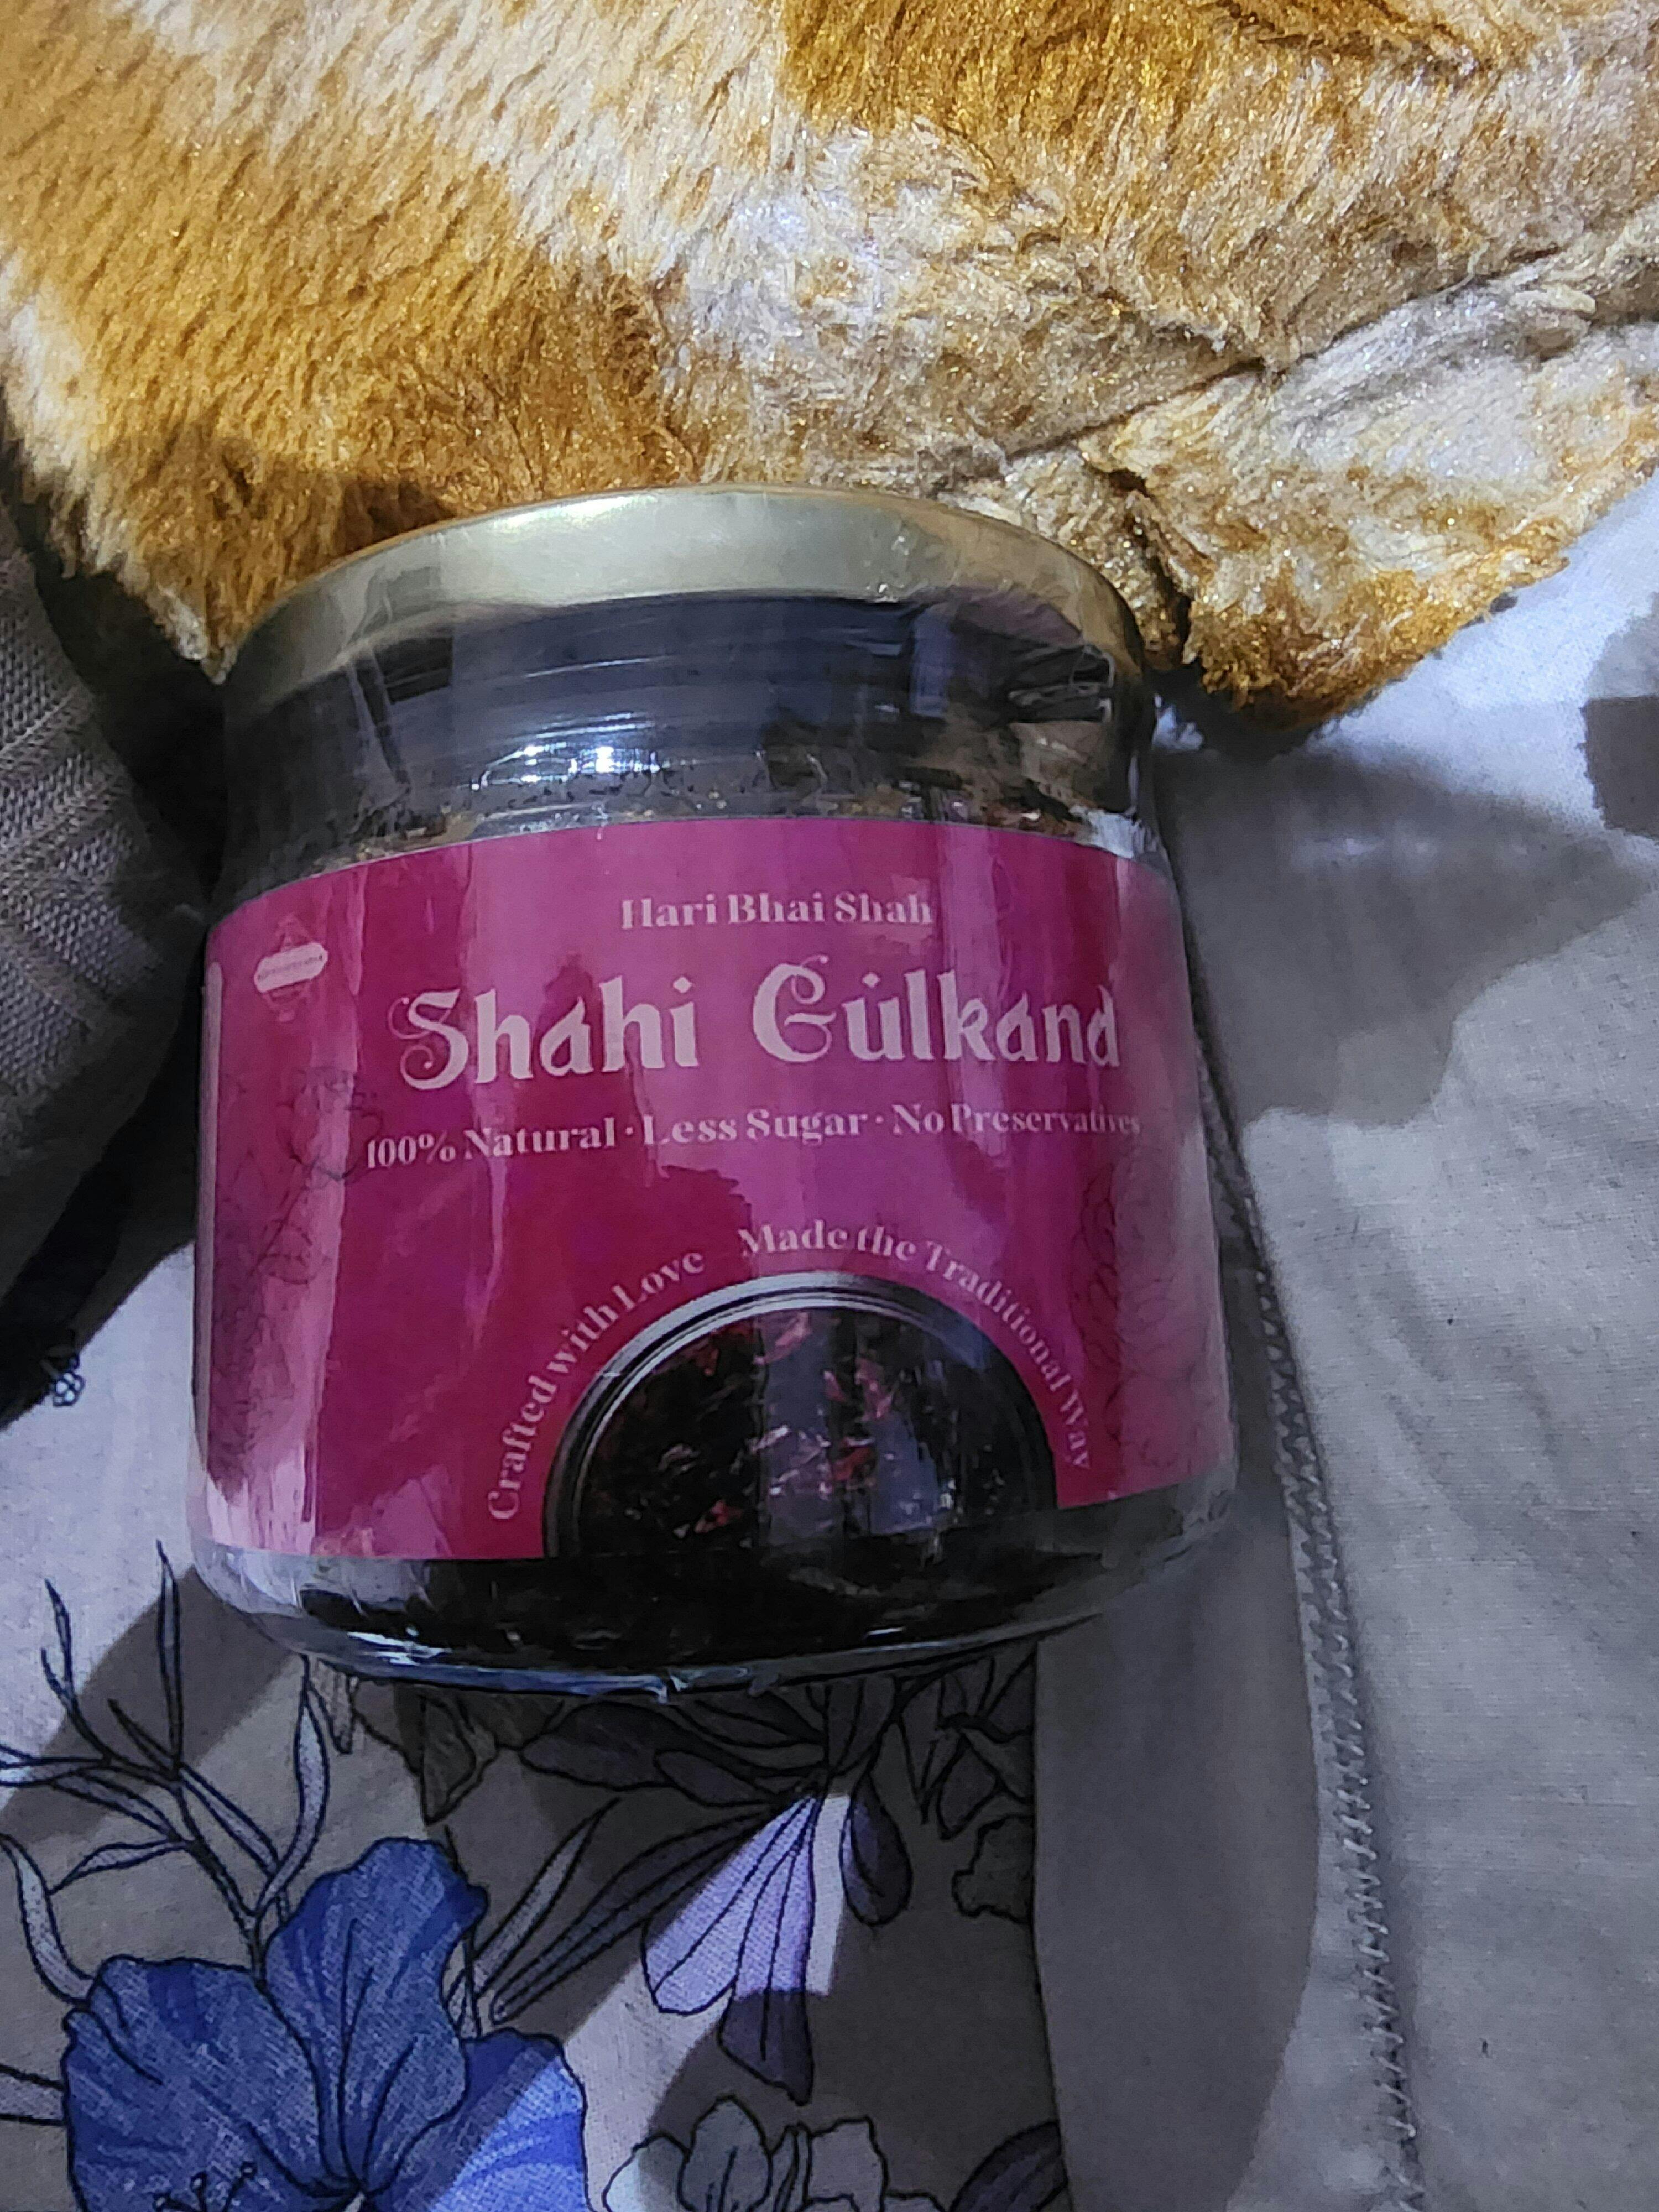 Hari Bhai Shah
Shahi Gulkand
100% Natural · Less Sugar · No Preservatives
Crafted with Love
Made the Traditional Way